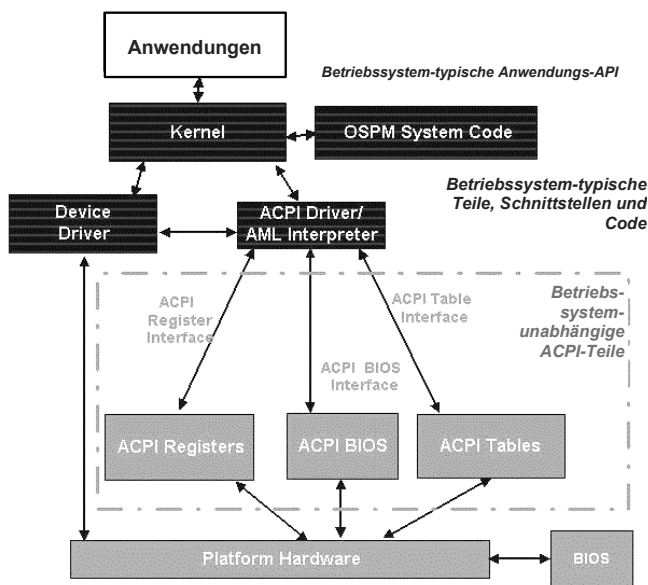 Anwendungen
Betriebssystem-typische Anwendungs-API
Kernel
OSPM System Code
Betriebssystem-typische
Teile, Schnittstellen und
Code
Device
Driver
ACPI Driver/
AML Interpreter
ACPI
Register
Interface
ACPI Table
Interface
Betriebs-
system-
unabhängige
ACPI-Teile
ACPI BIOS
Interface
ACPI Registers
ACPI BIOS
ACPI Tables
Platform Hardware
BIOS